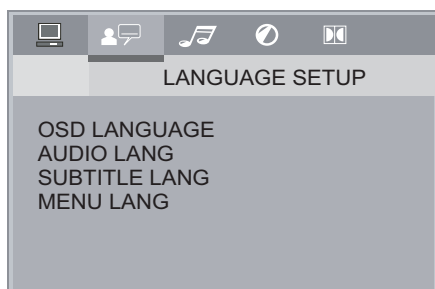 LANGUAGE SETUP
OSD LANGUAGE
AUDIO LANG
SUBTITLE LANG
MENU LANG